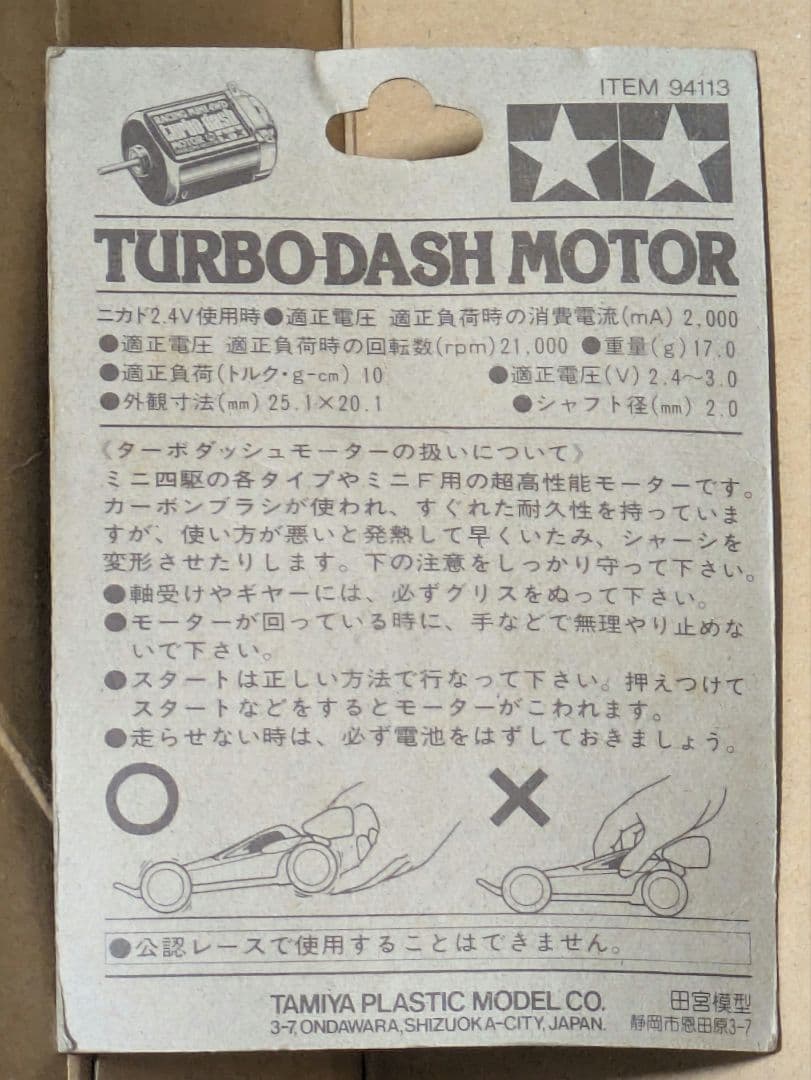 ITEM 94113
RACING MINI 4WD
Turbo-dash
MOTOR
TURBO-DASH MOTOR
ニカド2.4V使用時●適正電圧 適正負荷時の消費電流(mA) 2,000
●適正電圧 適正負荷時の回転数(rpm)21,000 ●重量(g)17.0
●適正負荷(トルク・g-cm) 10 ●適正電圧(V) 2.4～3.0
●外観寸法(mm)25.1×20.1 ●シャフト径(mm) 2.0
《ターボダッシュモーターの扱いについて》
ミニ四駆の各タイプやミニF用の超高性能モーターです。
カーボンブラシが使われ、すぐれた耐久性を持っていま
すが、使い方が悪いと発熱して早くいたみ、シャーシを
変形させたりします。下の注意をしっかり守って下さい。
●軸受けやギヤーには、必ずグリスをぬって下さい。
●モーターが回っている時に、手などで無理やり止めな
いで下さい。
●スタートは正しい方法で行なって下さい。押えつけて
スタートなどをするとモーターがこわれます。
●走らせない時は、必ず電池をはずしておきましょう。
●公認レースで使用することはできません。
TAMIYA PLASTIC MODEL CO. 田宮模型
3-7, ONDAWARA, SHIZUOKA-CITY, JAPAN. 静岡市恩田原3-7